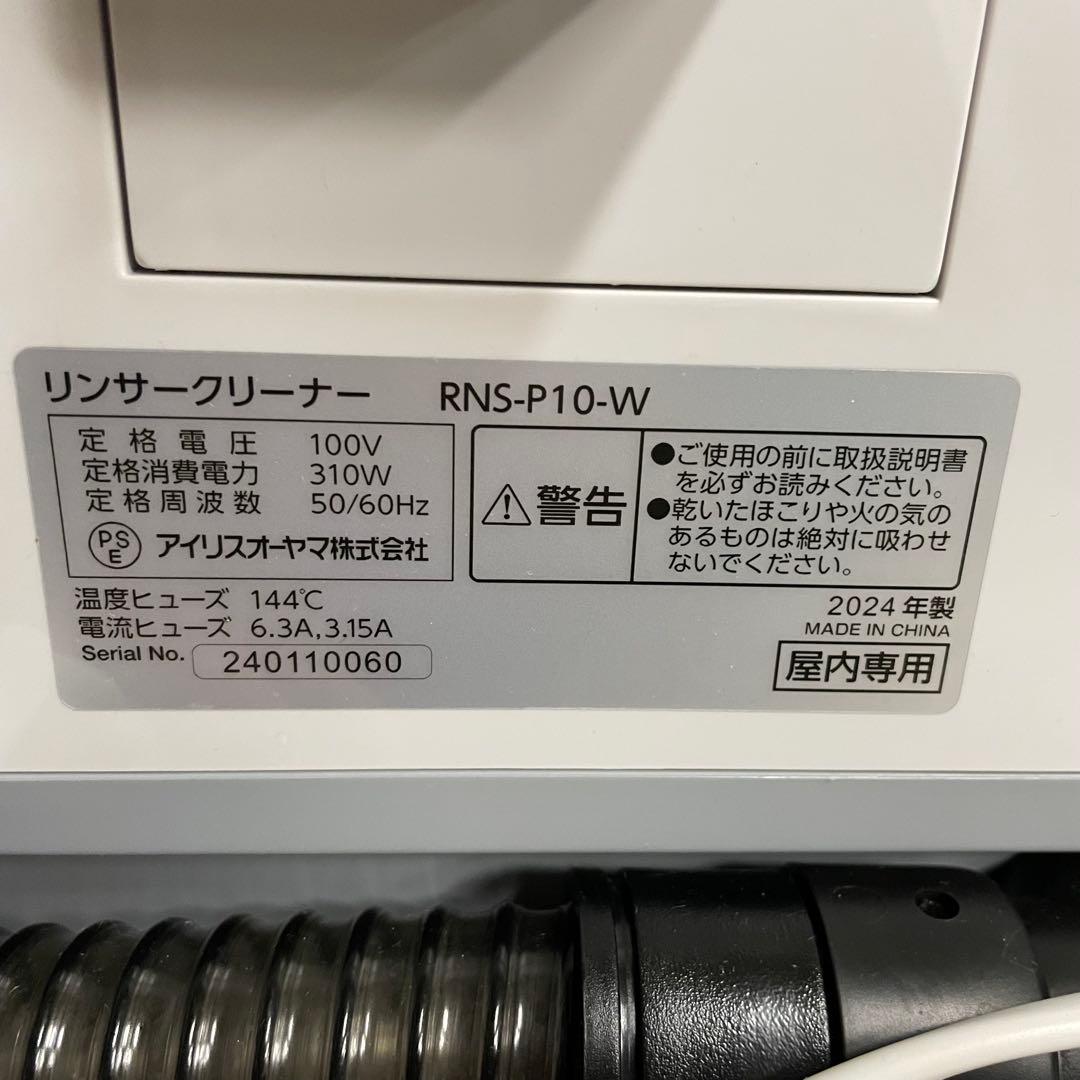 リンサークリーナー RNS-P10-W
定格電圧 100V
定格消費電力 310W
定格周波数 50/60Hz
PSE アイリスオーヤマ株式会社
警告
●ご使用の前に取扱説明書
を必ずお読みください。
●乾いたほこりや火の気の
あるものは絶対に吸わせ
ないでください。
温度ヒューズ 144℃
電流ヒューズ 6.3A,3.15A
Serial No. 240110060
2024年製
MADE IN CHINA
屋内専用